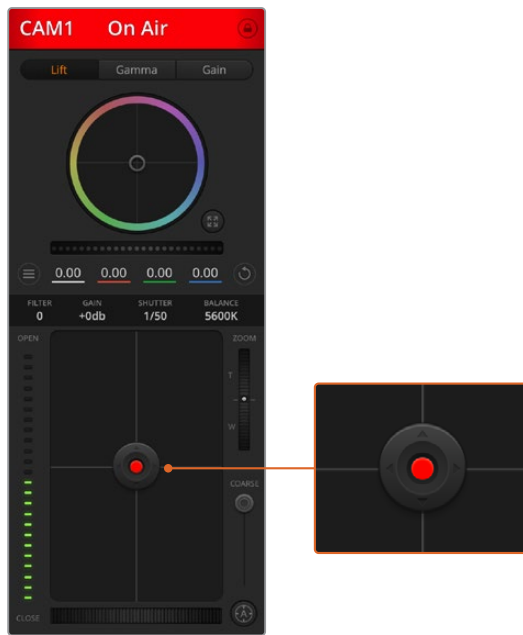 CAM1 On Air
Lift Gamma Gain
0.00 0.00 0.00 0.00
FILTER GAIN SHUTTER BALANCE
0 +0db 1/50 5600K
OPEN ZOOM
T
W
COARSE
CLOSE A